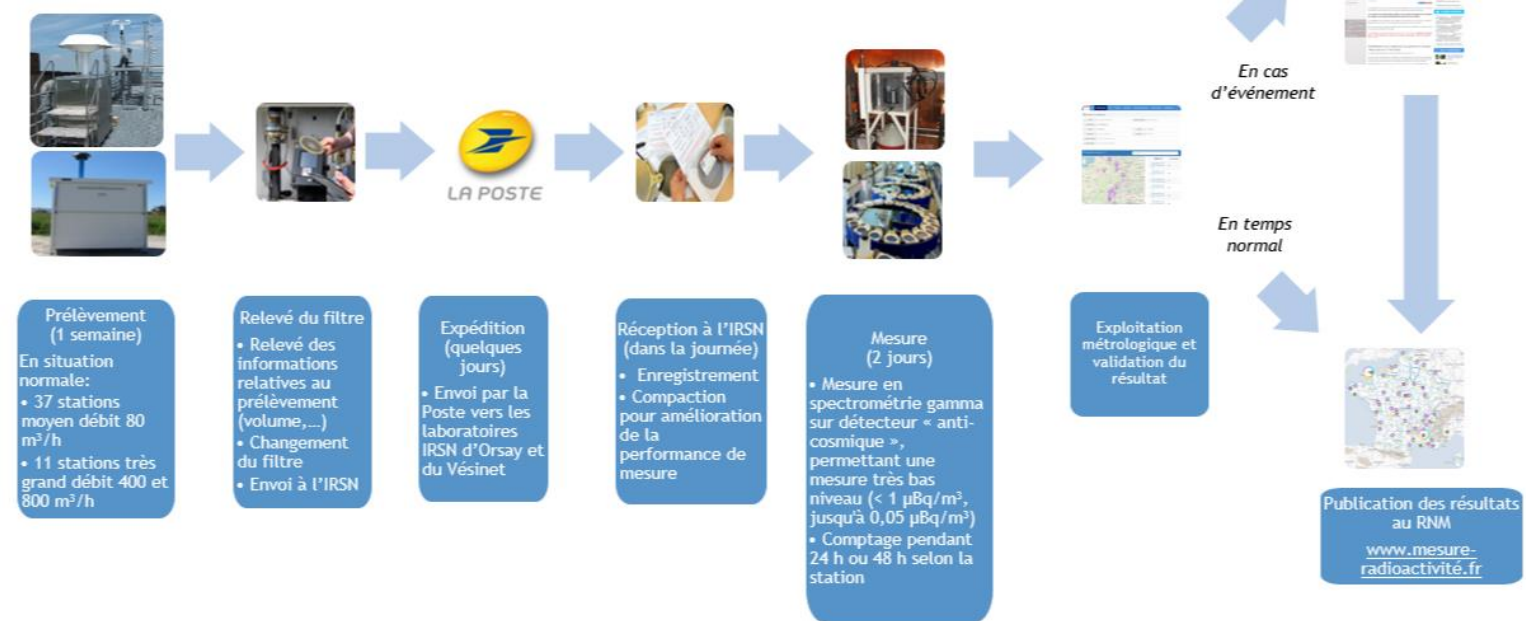 En cas
d'événement
LA POSTE
En temps
normal
Prélèvement
(1 semaine)
En situation
normale:
• 37 stations
moyen débit 80
m³/h
• 11 stations très
grand débit 400 et
800 m³/h
Relevé du filtre
• Relevé des
informations
relatives au
prélèvement
(volume,...)
• Changement
du filtre
• Envoi à l'IRSN
Expédition
(quelques
jours)
• Envoi par la
Poste vers les
laboratoires
IRSN d'Orsay et
du Vésinet
Réception à l'IRSN
(dans la journée)
• Enregistrement
• Compaction
pour amélioration
de la
performance de
mesure
Mesure
(2 jours)
• Mesure en
spectrométrie gamma
sur détecteur « anti-
cosmique »,
permettant une
mesure très bas
niveau (< 1 µBq/m³,
jusqu'à 0,05 µBq/m³)
• Comptage pendant
24 h ou 48 h selon la
station
Exploitation
métrologique et
validation du
résultat
Publication des résultats
au RNM
www.mesure-
radioactivité.fr